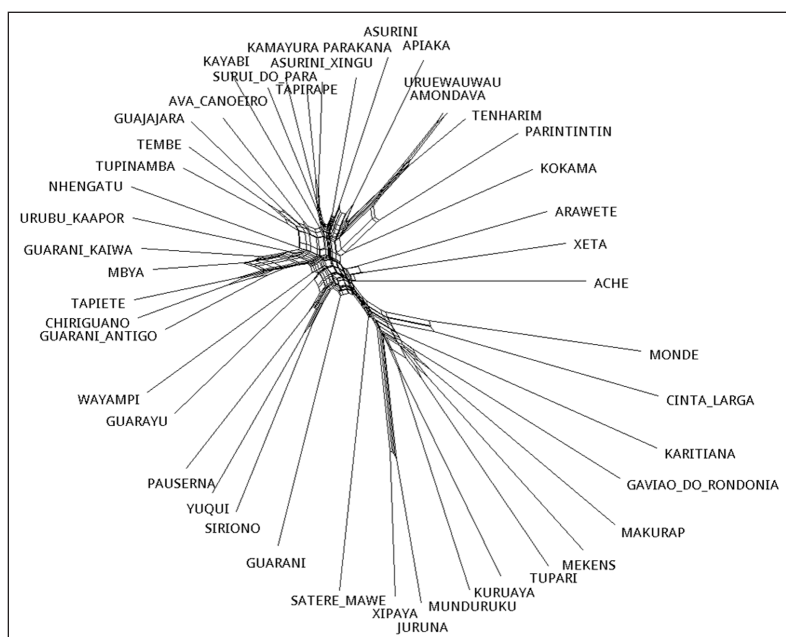 ASURINI
KAMAYURA PARAKANA APIAKA
KAYABI ASURINI_XINGU
SURUI_DO_PARA URUEWAUWAU
TAPIRAPE AMONDAVA
AVA_CANOEIRO TENHARIM
GUAJAJARA PARINTINTIN
TEMBE
TUPINAMBA KOKAMA
NHENGATU
URUBU_KAAPOR ARAWETE
GUARANI_KAIWA XETA
MBYA ACHE
TAPIETE
CHIRIGUANO
GUARANI_ANTIGO
MONDE
WAYAMPI CINTA_LARGA
GUARAYU
KARITIANA
PAUSERNA GAVIAO_DO_RONDONIA
YUQUI
SIRIONO MAKURAP
GUARANI MEKENS
TUPARI
SATERE_MAWE KURUAYA
XIPAYA MUNDURUKU
JURUNA